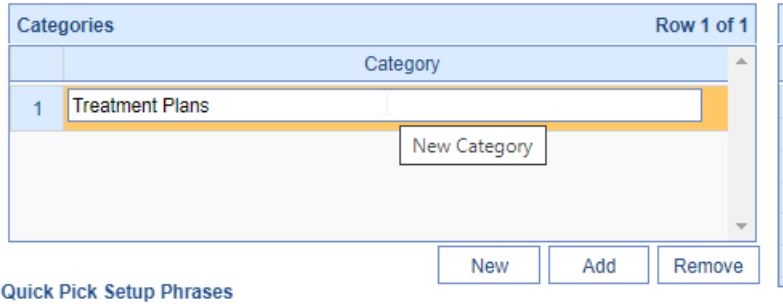 Categories Row 1 of 1
Category
1 Treatment Plans
New Category
New Add Remove
Quick Pick Setup Phrases